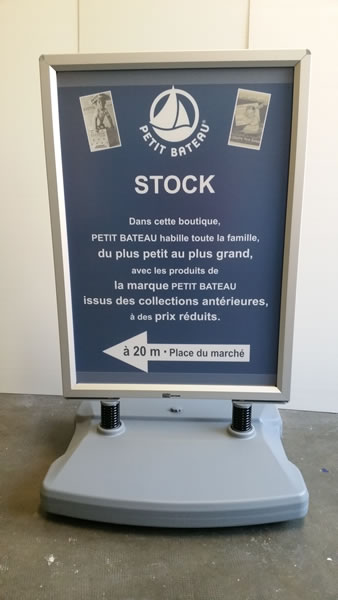 PETIT BATEAU®
STOCK
Dans cette boutique,
PETIT BATEAU habille toute la famille,
du plus petit au plus grand,
avec les produits de
la marque PETIT BATEAU
issus des collections antérieures,
à des prix réduits.
à 20 m • Place du marché